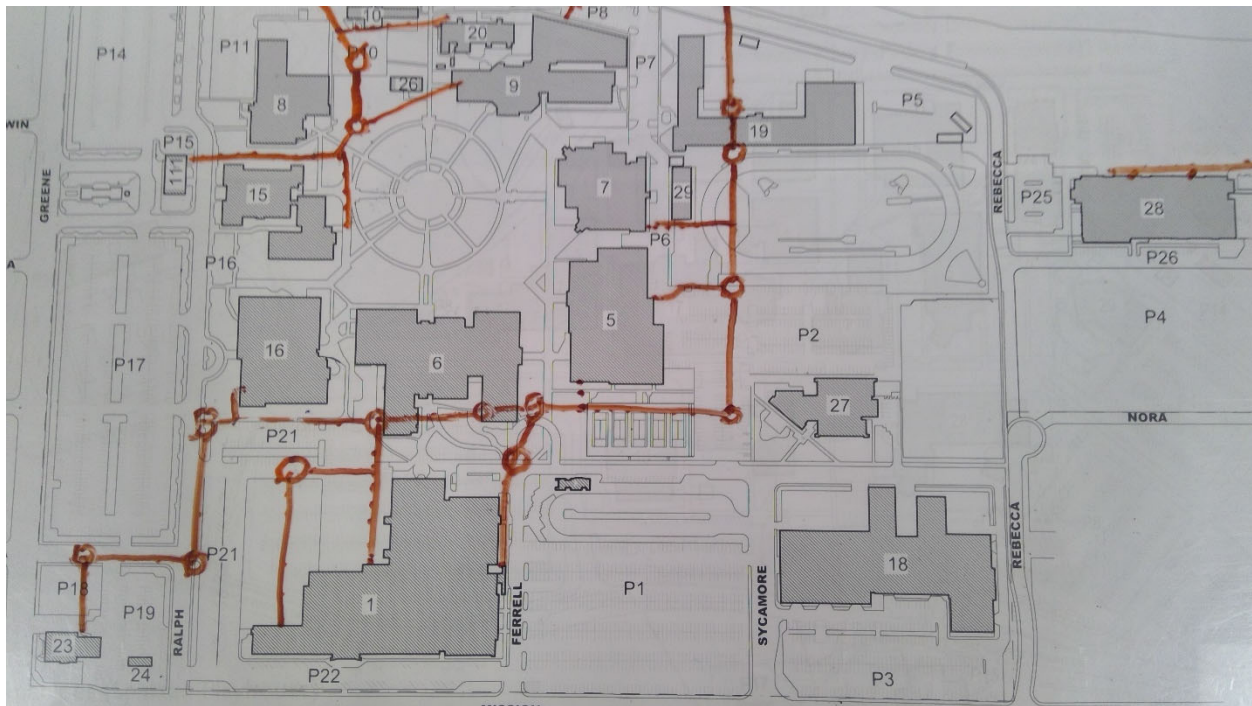 10
20
P8
P14
P11
P10
8
26
9
P7
P5
19
WIN
P15
111
15
7
29
REBECCA
P25
28
GREENE
A
P16
P6
P26
P17
16
6
5
P2
P4
27
NORA
P21
P21
P18
P19
1
P1
18
REBECCA
FERRELL
SYCAMORE
RALPH
23
24
P22
P3